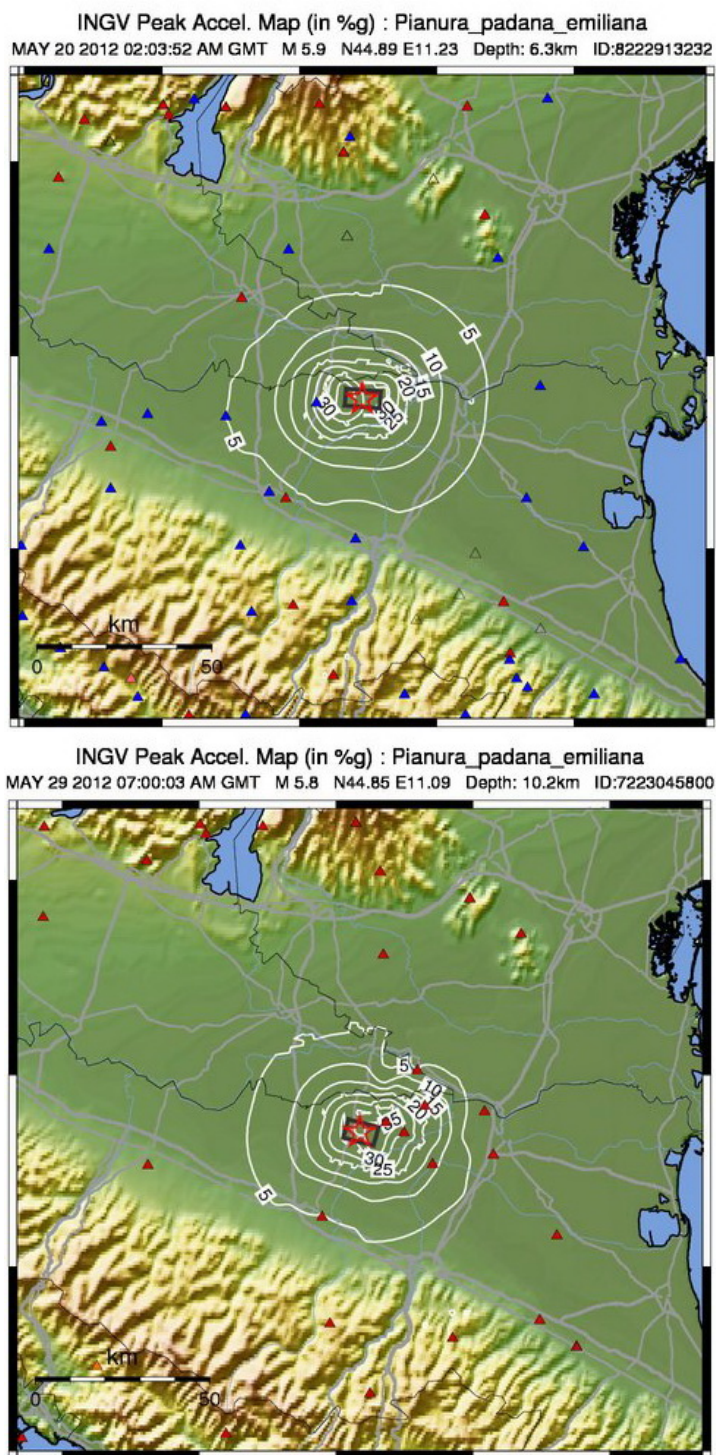 INGV Peak Accel. Map (in %g) : Pianura_padana_emiliana
MAY 20 2012 02:03:52 AM GMT M 5.9 N44.89 E11.23 Depth: 6.3km ID:8222913232
5
10
15
20
30
5
km
0 50
INGV Peak Accel. Map (in %g) : Pianura_padana_emiliana
MAY 29 2012 07:00:03 AM GMT M 5.8 N44.85 E11.09 Depth: 10.2km ID:7223045800
5
10
20
30
25
5
km
0 50